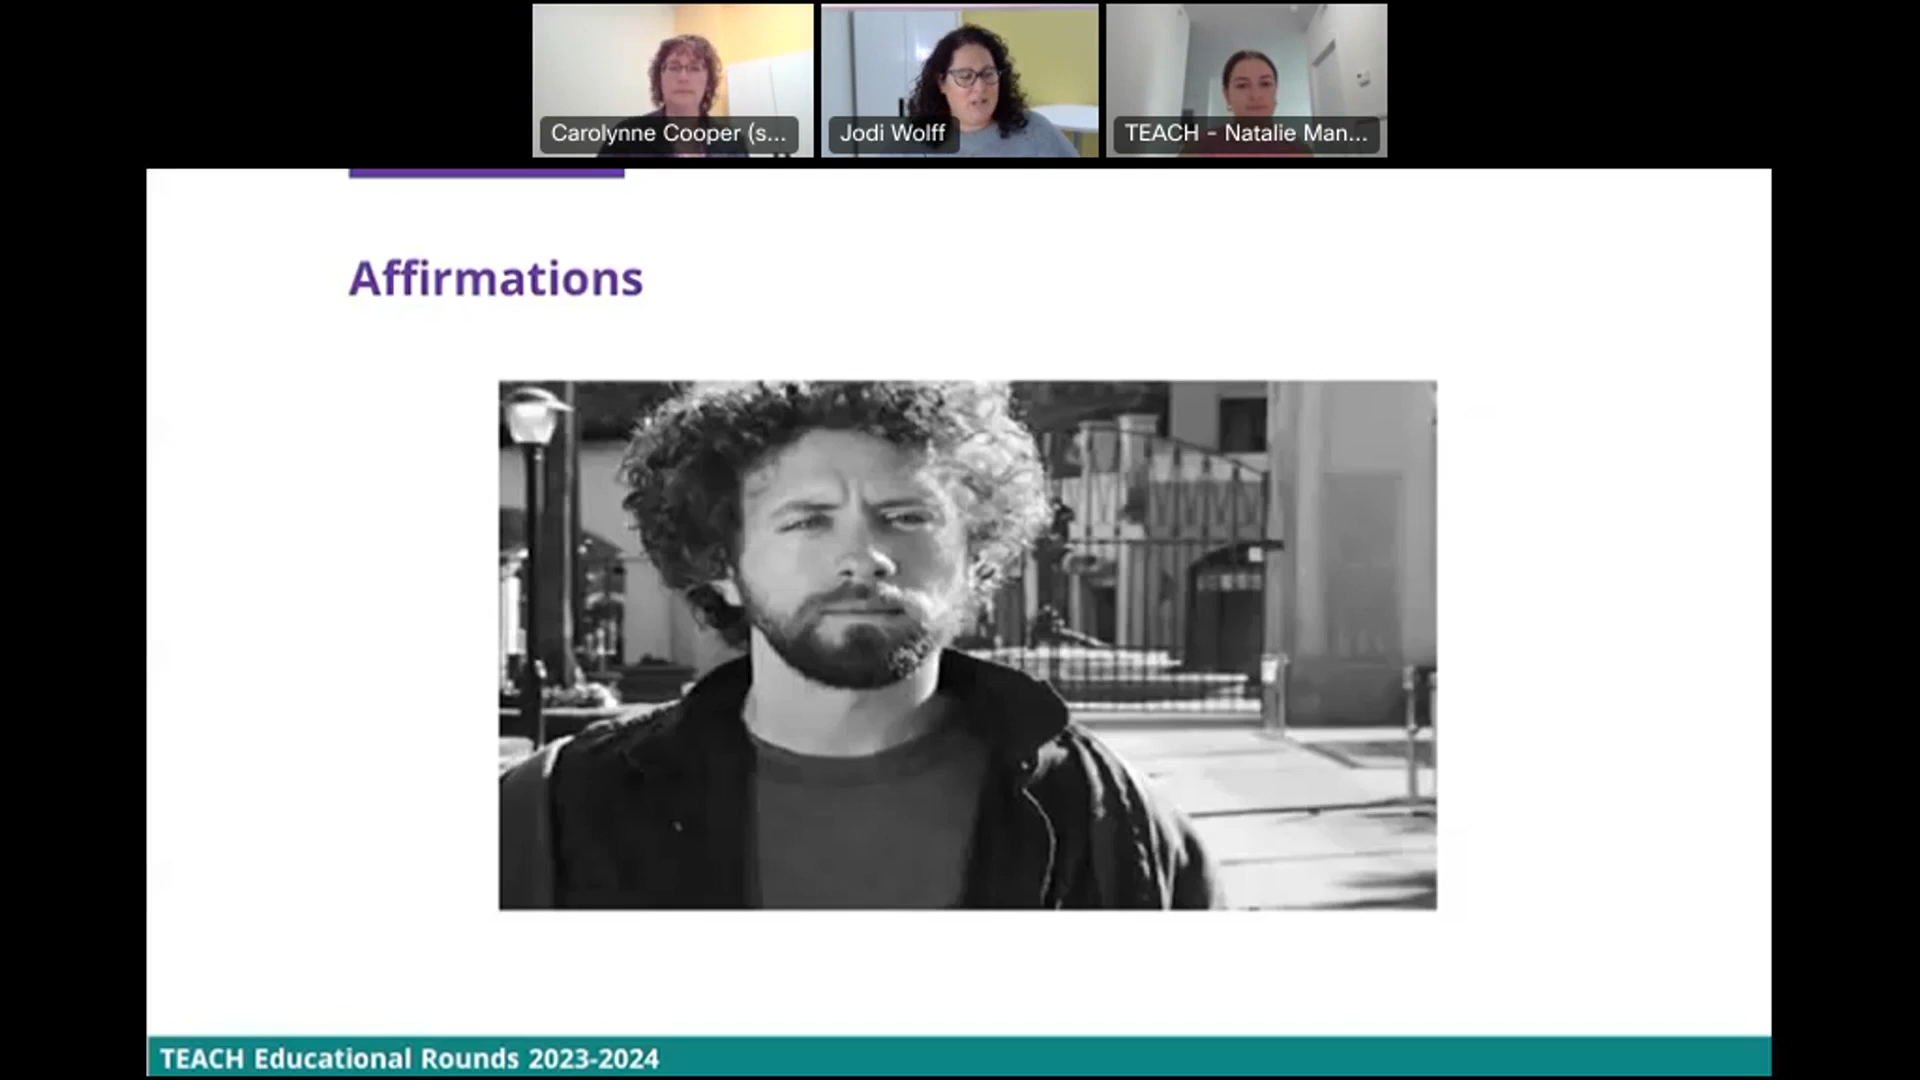 Carolynne Cooper (s...
Jodi Wolff
TEACH - Natalie Man...
Affirmations
TEACH Educational Rounds 2023-2024